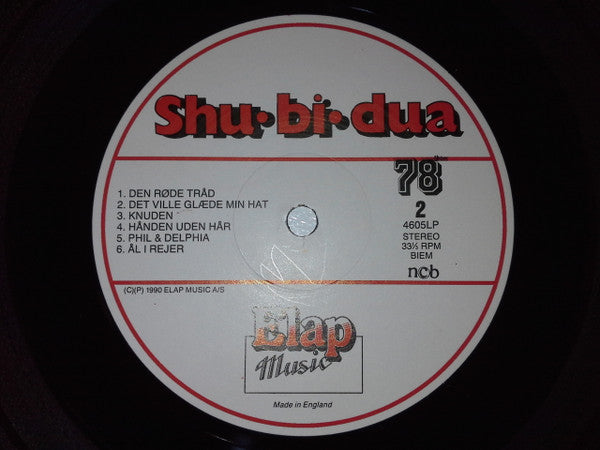 Shu·bi·dua
78'er
1. DEN RØDE TRÅD
2. DET VILLE GLÆDE MIN HAT
3. KNUDEN
4. HÅNDEN UDEN HÅR
5. PHIL & DELPHIA
6. ÅL I REJER
2
4605LP
STEREO
33⅓ RPM
BIEM
ncb
(C)(P) 1990 ELAP MUSIC A/S
Elap
Music
Made in England